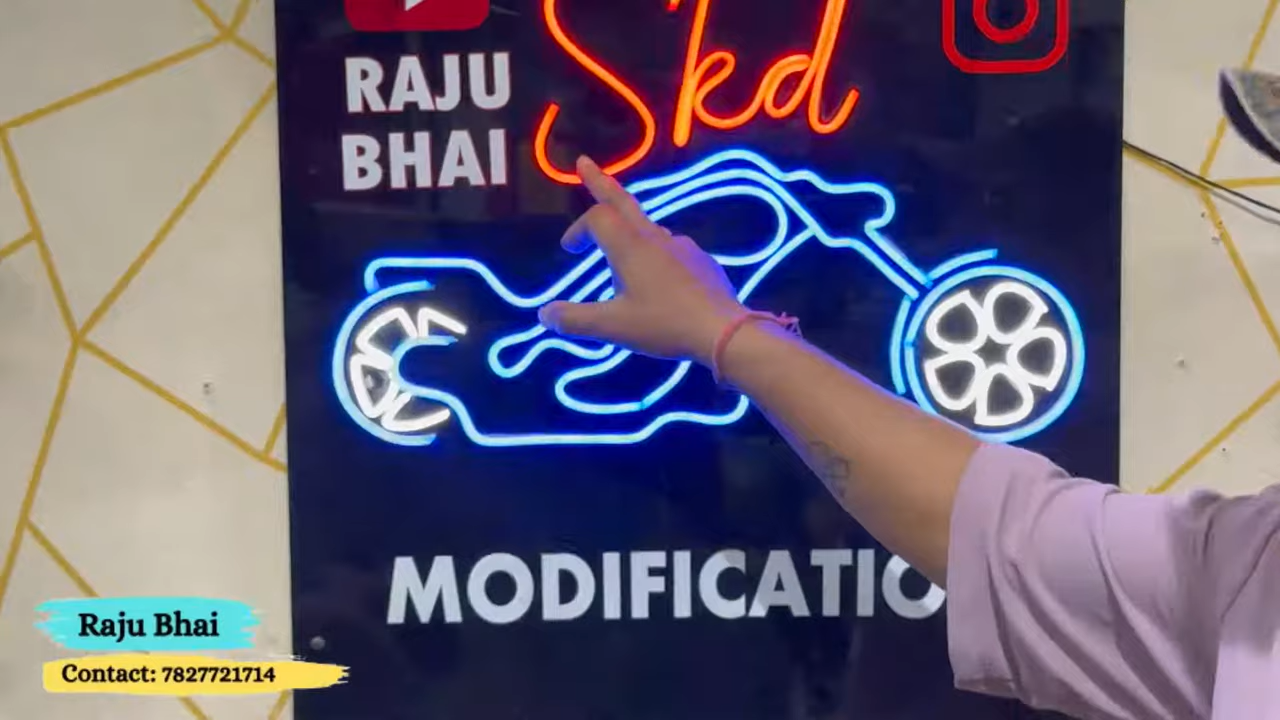 Skd
RAJU
BHAI
MODIFICATIO
Raju Bhai
Contact: 7827721714